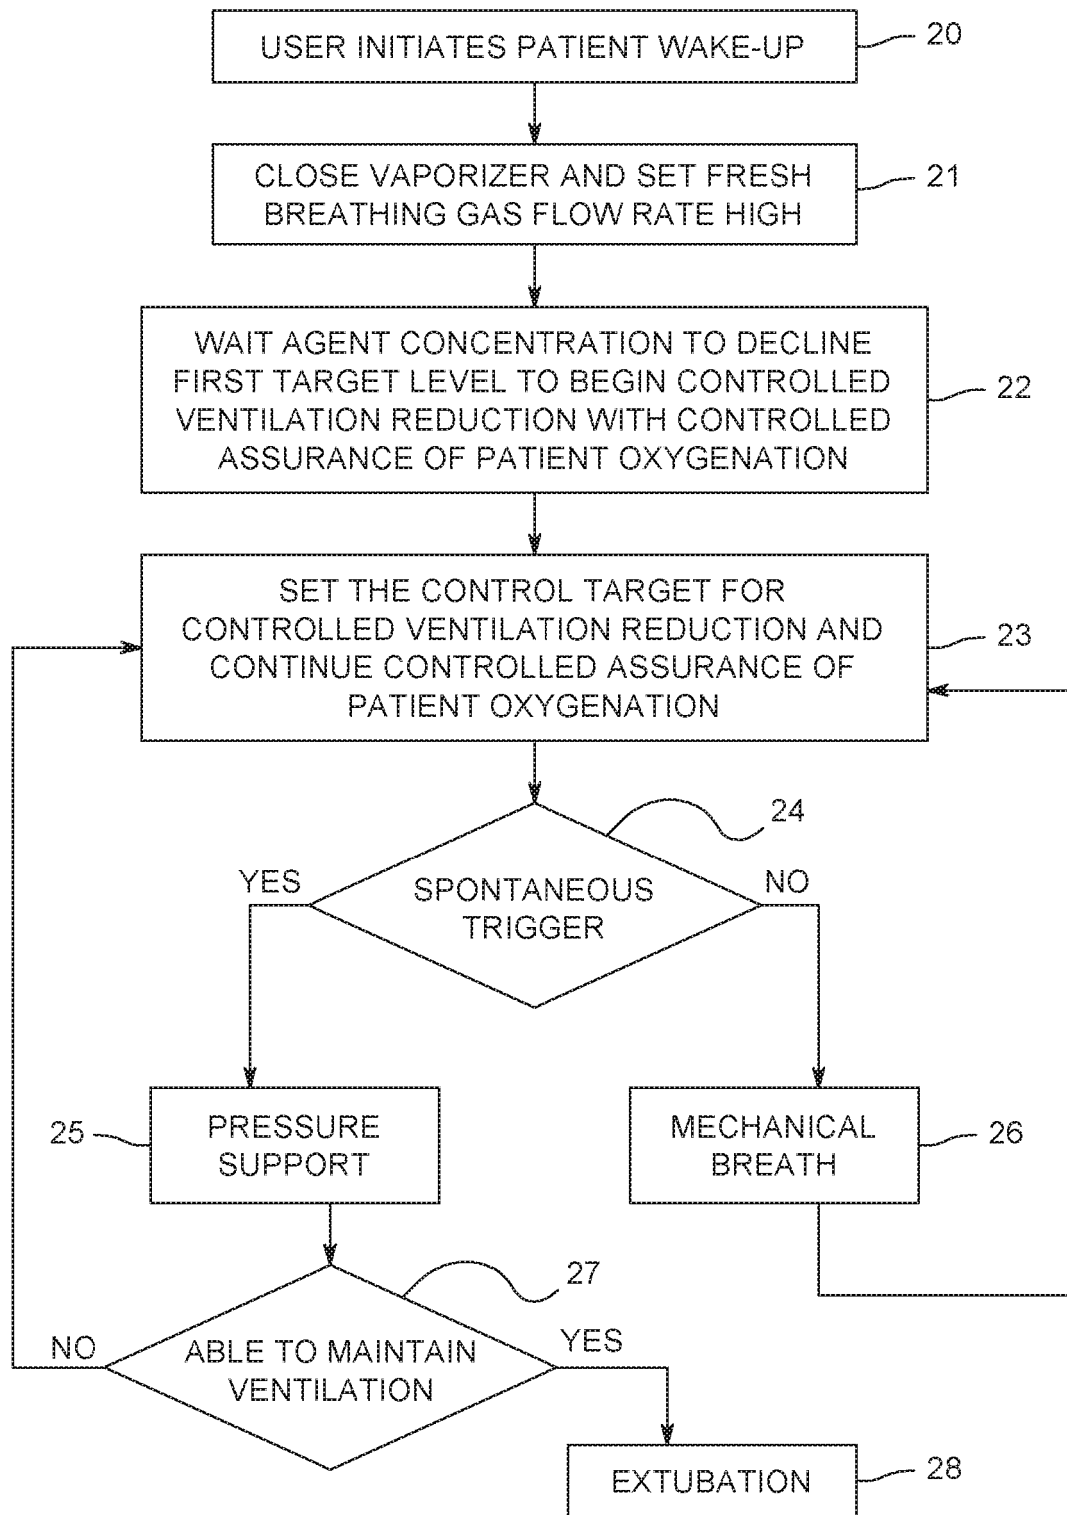 USER INITIATES PATIENT WAKE-UP
20
CLOSE VAPORIZER AND SET FRESH
BREATHING GAS FLOW RATE HIGH
21
WAIT AGENT CONCENTRATION TO DECLINE
FIRST TARGET LEVEL TO BEGIN CONTROLLED
VENTILATION REDUCTION WITH CONTROLLED
ASSURANCE OF PATIENT OXYGENATION
22
SET THE CONTROL TARGET FOR
CONTROLLED VENTILATION REDUCTION AND
CONTINUE CONTROLLED ASSURANCE OF
PATIENT OXYGENATION
23
24
YES
SPONTANEOUS
TRIGGER
NO
25
PRESSURE
SUPPORT
MECHANICAL
BREATH
26
27
NO
ABLE TO MAINTAIN
VENTILATION
YES
EXTUBATION
28